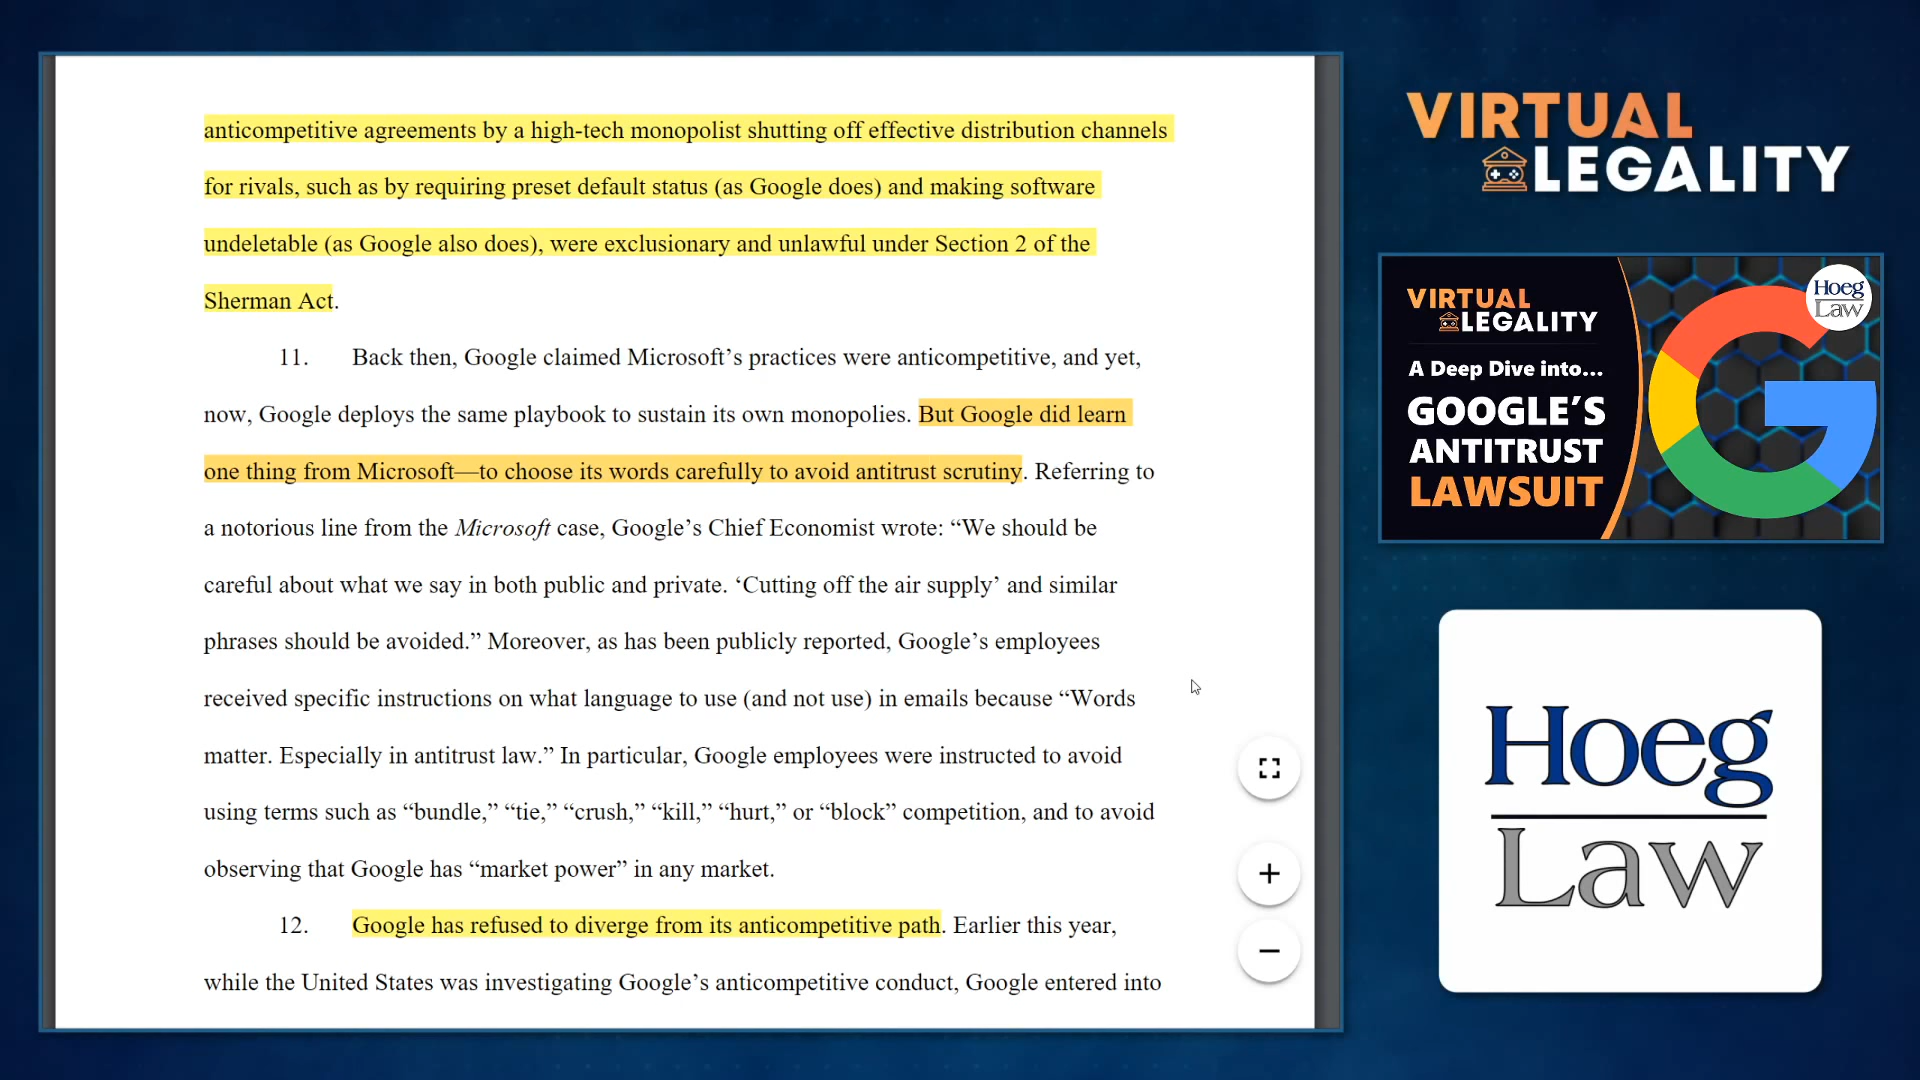 anticompetitive agreements by a high-tech monopolist shutting off effective distribution channels
for rivals, such as by requiring preset default status (as Google does) and making software
undeletable (as Google also does), were exclusionary and unlawful under Section 2 of the
Sherman Act.
11. Back then, Google claimed Microsoft’s practices were anticompetitive, and yet,
now, Google deploys the same playbook to sustain its own monopolies. But Google did learn
one thing from Microsoft—to choose its words carefully to avoid antitrust scrutiny. Referring to
a notorious line from the Microsoft case, Google’s Chief Economist wrote: “We should be
careful about what we say in both public and private. ‘Cutting off the air supply’ and similar
phrases should be avoided.” Moreover, as has been publicly reported, Google’s employees
received specific instructions on what language to use (and not use) in emails because “Words
matter. Especially in antitrust law.” In particular, Google employees were instructed to avoid
using terms such as “bundle,” “tie,” “crush,” “kill,” “hurt,” or “block” competition, and to avoid
observing that Google has “market power” in any market.
12. Google has refused to diverge from its anticompetitive path. Earlier this year,
while the United States was investigating Google’s anticompetitive conduct, Google entered into
VIRTUAL
LEGALITY
VIRTUAL
LEGALITY
A Deep Dive into...
GOOGLE’S
ANTITRUST
LAWSUIT
Hoeg
Law
Hoeg
Law